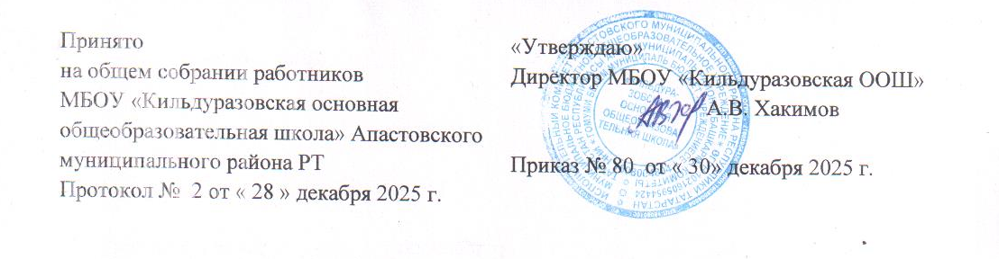 Принято
на общем собрании работников
МБОУ «Кильдуразовская основная
общеобразовательная школа» Апастовского
муниципального района РТ
Протокол № 2 от « 28 » декабря 2025 г.
«Утверждаю»
Директор МБОУ «Кильдуразовская ООШ»
А.В. Хакимов
Приказ № 80 от « 30» декабря 2025 г.